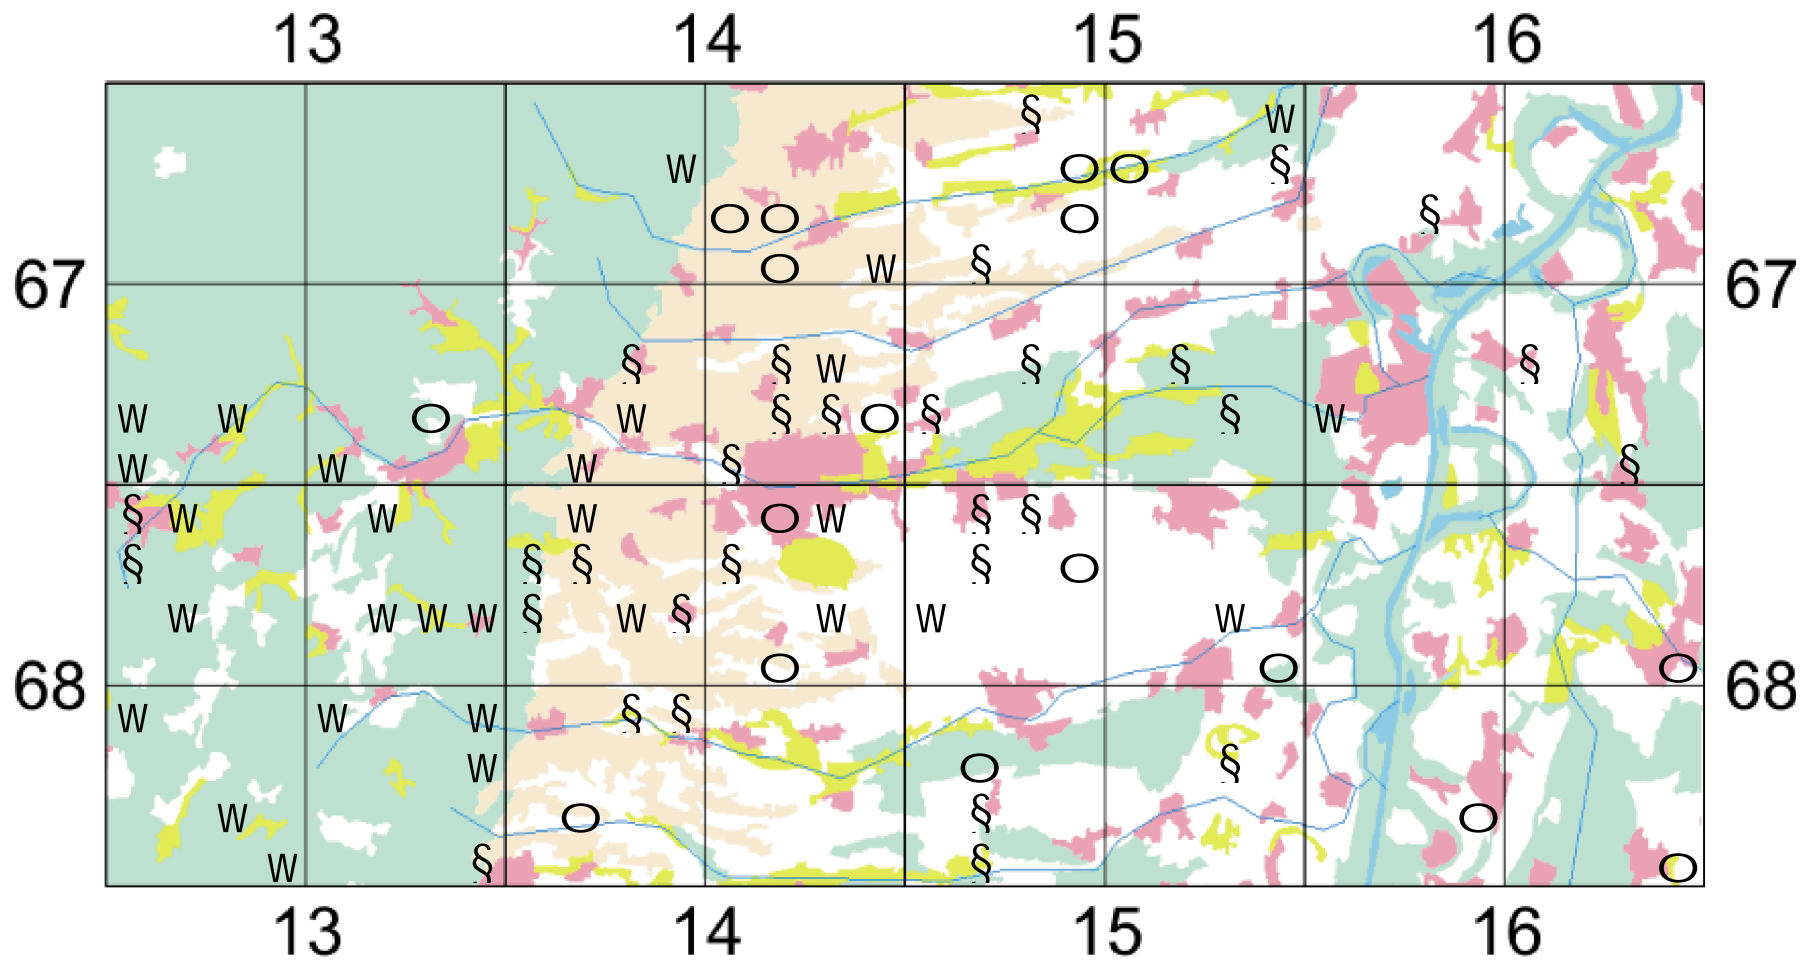 13 14 15 16
§ W
W O O §
O O O §
W §
67 67
§ § W § § §
W W O W § § O § § W
W W W § §
§ W W W O W § §
§ § § § § O
W W W W § W § W W W
O O O
68 68
W W W § §
W O §
W O § O
W § § O
13 14 15 16